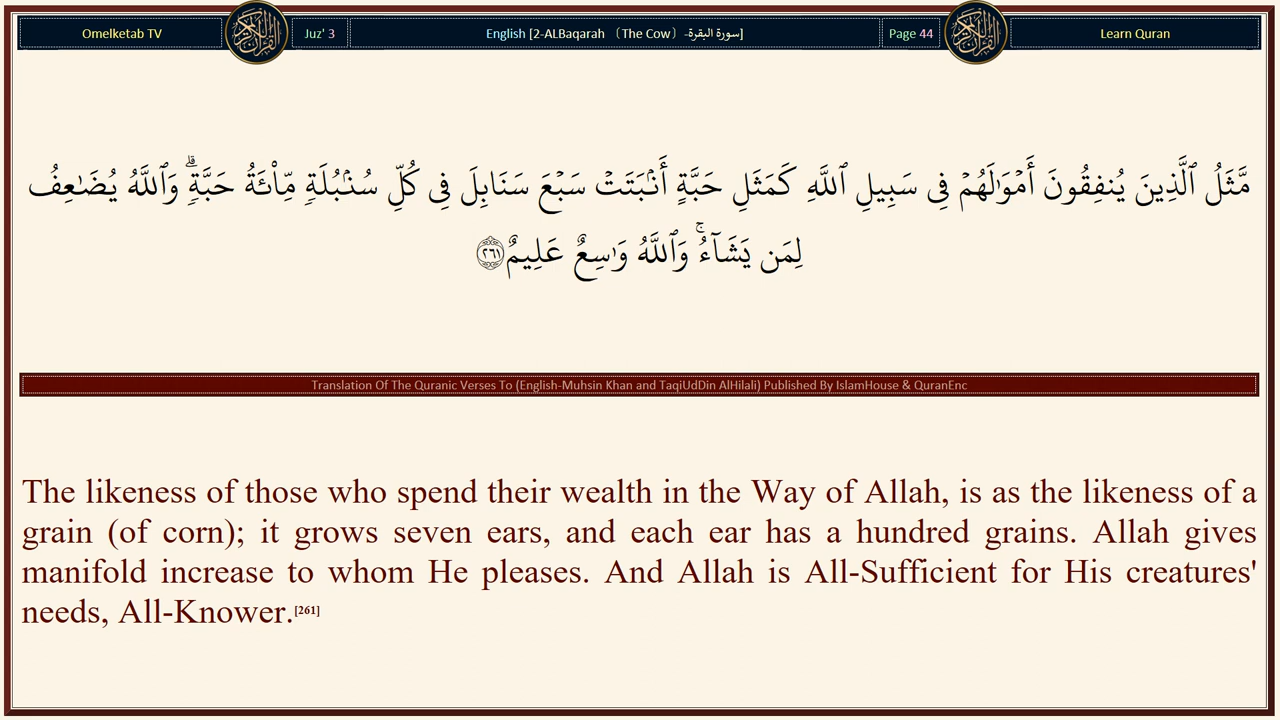 Omelketab TV
Juz' 3
English [2-ALBaqarah (The Cow) -سورة البقرة]
Page 44
Learn Quran
مَّثَلُ ٱلَّذِينَ يُنفِقُونَ أَمْوَٰلَهُمْ فِى سَبِيلِ ٱللَّهِ كَمَثَلِ حَبَّةٍ أَنۢبَتَتْ سَبْعَ سَنَابِلَ فِى كُلِّ سُنۢبُلَةٍ مِّا۟ئَةُ حَبَّةٍ ۗ وَٱللَّهُ يُضَٰعِفُ
لِمَن يَشَآءُ ۚ وَٱللَّهُ وَٰسِعٌ عَلِيمٌ ٢٦١
Translation Of The Quranic Verses To (English-Muhsin Khan and TaqiUdDin AlHilali) Published By IslamHouse & QuranEnc
The likeness of those who spend their wealth in the Way of Allah, is as the likeness of a
grain (of corn); it grows seven ears, and each ear has a hundred grains. Allah gives
manifold increase to whom He pleases. And Allah is All-Sufficient for His creatures'
needs, All-Knower.[261]